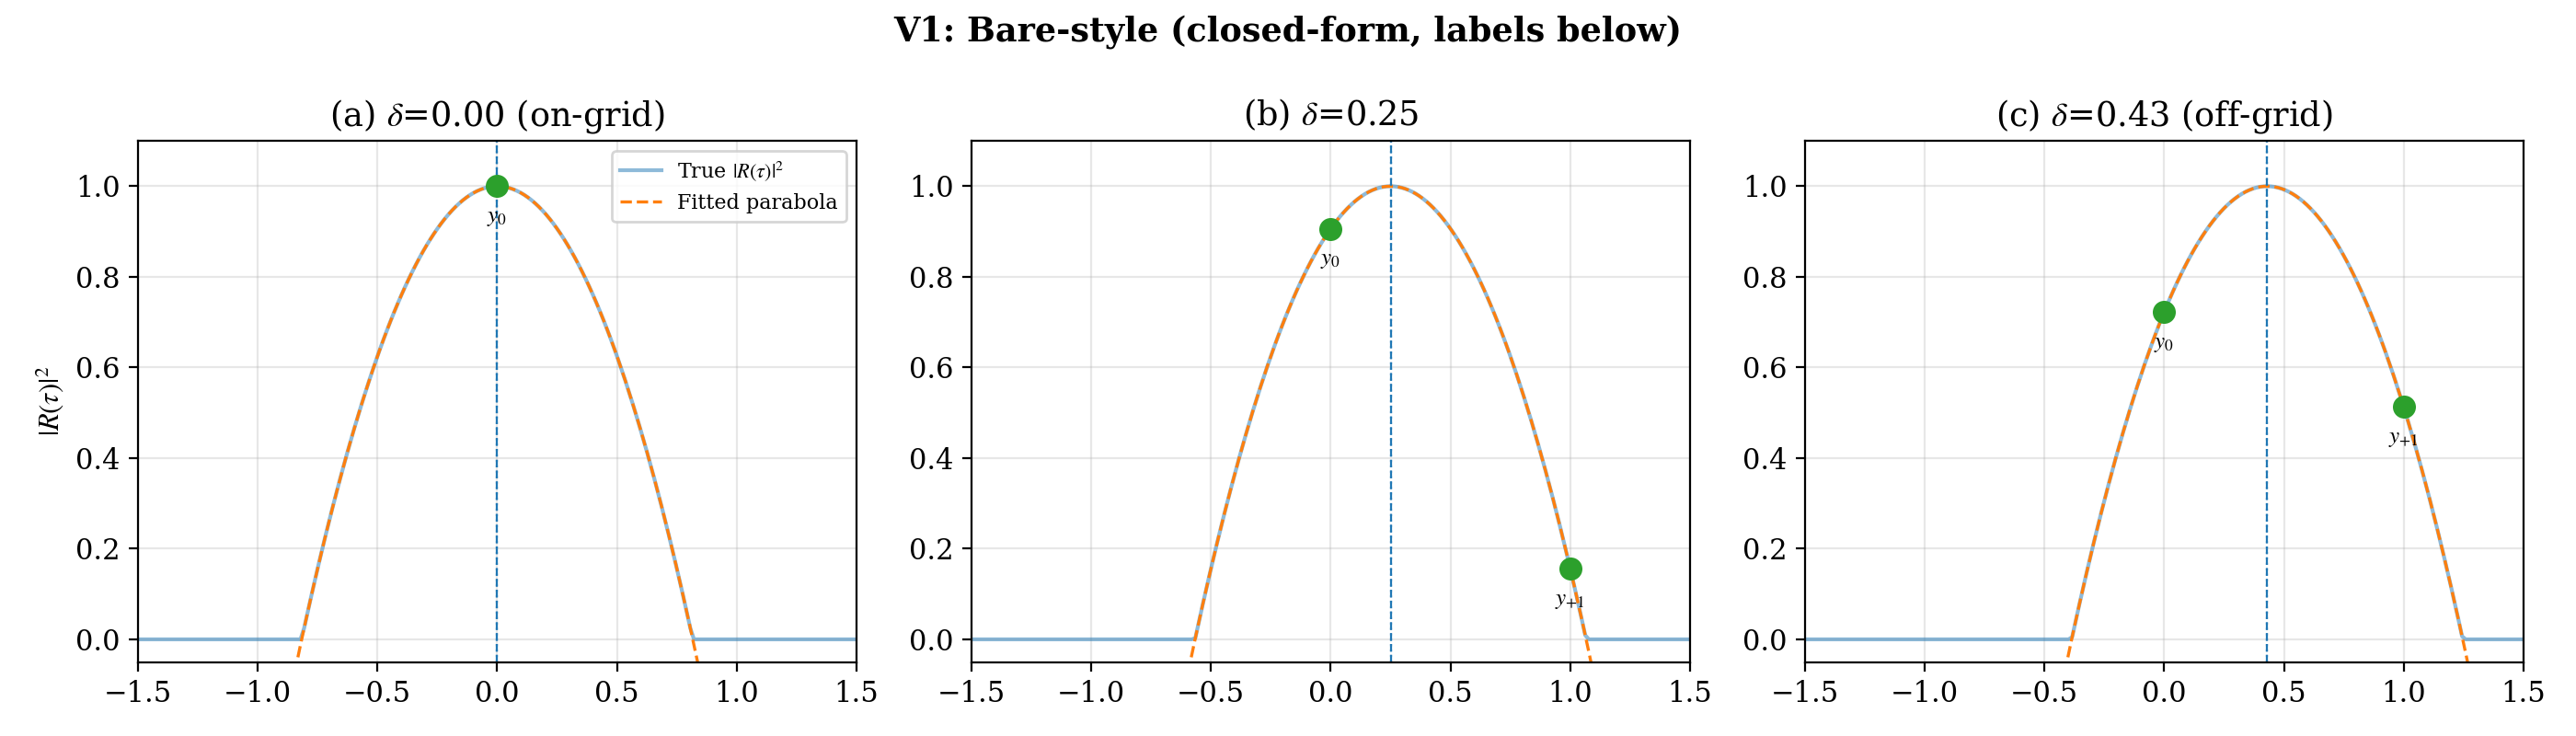 V1: Bare-style (closed-form, labels below)
(a) δ=0.00 (on-grid)
|R(τ)|²
1.0
0.8
0.6
0.4
0.2
0.0
−1.5 −1.0 −0.5 0.0 0.5 1.0 1.5
True |R(τ)|²
Fitted parabola
y₀
(b) δ=0.25
1.0
0.8
0.6
0.4
0.2
0.0
−1.5 −1.0 −0.5 0.0 0.5 1.0 1.5
y₀
y₊₁
(c) δ=0.43 (off-grid)
1.0
0.8
0.6
0.4
0.2
0.0
−1.5 −1.0 −0.5 0.0 0.5 1.0 1.5
y₀
y₊₁